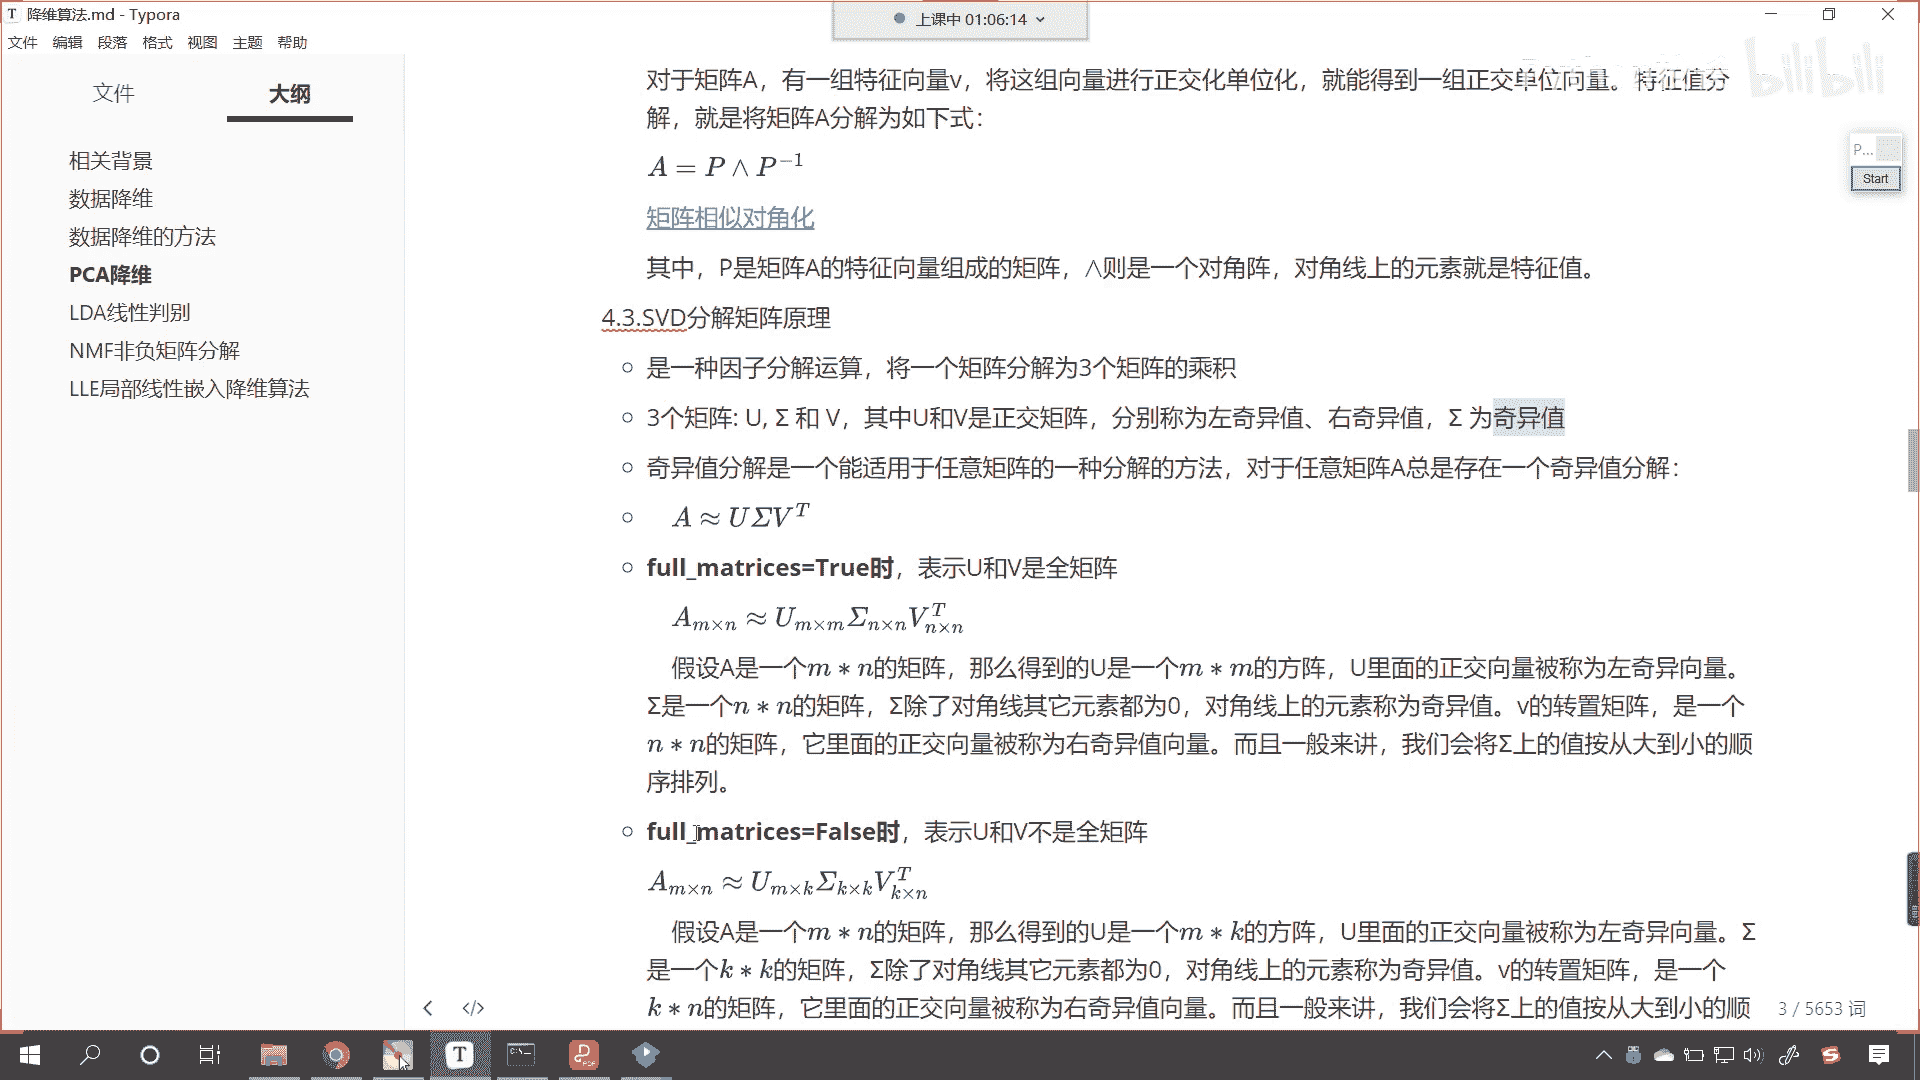 降维算法.md - Typora
上课中 01:06:14
文件 编辑 段落 格式 视图 主题 帮助
文件 大纲
相关背景
数据降维
数据降维的方法
PCA降维
LDA线性判别
NMF非负矩阵分解
LLE局部线性嵌入降维算法
对于矩阵A，有一组特征向量v，将这组向量进行正交化单位化，就能得到一组正交单位向量。特征值分
解，就是将矩阵A分解为如下式：
A = P ∧ P^{-1}
矩阵相似对角化
其中，P是矩阵A的特征向量组成的矩阵，∧则是一个对角阵，对角线上的元素就是特征值。
4.3.SVD分解矩阵原理
是一种因子分解运算，将一个矩阵分解为3个矩阵的乘积
3个矩阵: U, Σ 和 V，其中U和V是正交矩阵，分别称为左奇异值、右奇异值，Σ 为奇异值
奇异值分解是一个能适用于任意矩阵的一种分解的方法，对于任意矩阵A总是存在一个奇异值分解：
A ≈ UΣV^T
full_matrices=True时，表示U和V是全矩阵
A_{m×n} ≈ U_{m×m}Σ_{n×n}V^T_{n×n}
假设A是一个m∗n的矩阵，那么得到的U是一个m∗m的方阵，U里面的正交向量被称为左奇异向量。
Σ是一个n∗n的矩阵，Σ除了对角线其它元素都为0，对角线上的元素称为奇异值。v的转置矩阵，是一个
n∗n的矩阵，它里面的正交向量被称为右奇异值向量。而且一般来讲，我们会将Σ上的值按从大到小的顺
序排列。
full_matrices=False时，表示U和V不是全矩阵
A_{m×n} ≈ U_{m×k}Σ_{k×k}V^T_{k×n}
假设A是一个m∗n的矩阵，那么得到的U是一个m∗k的方阵，U里面的正交向量被称为左奇异向量。Σ
是一个k∗k的矩阵，Σ除了对角线其它元素都为0，对角线上的元素称为奇异值。v的转置矩阵，是一个
k∗n的矩阵，它里面的正交向量被称为右奇异值向量。而且一般来讲，我们会将Σ上的值按从大到小的顺
3 / 5653 词
P...
Start
bilibili